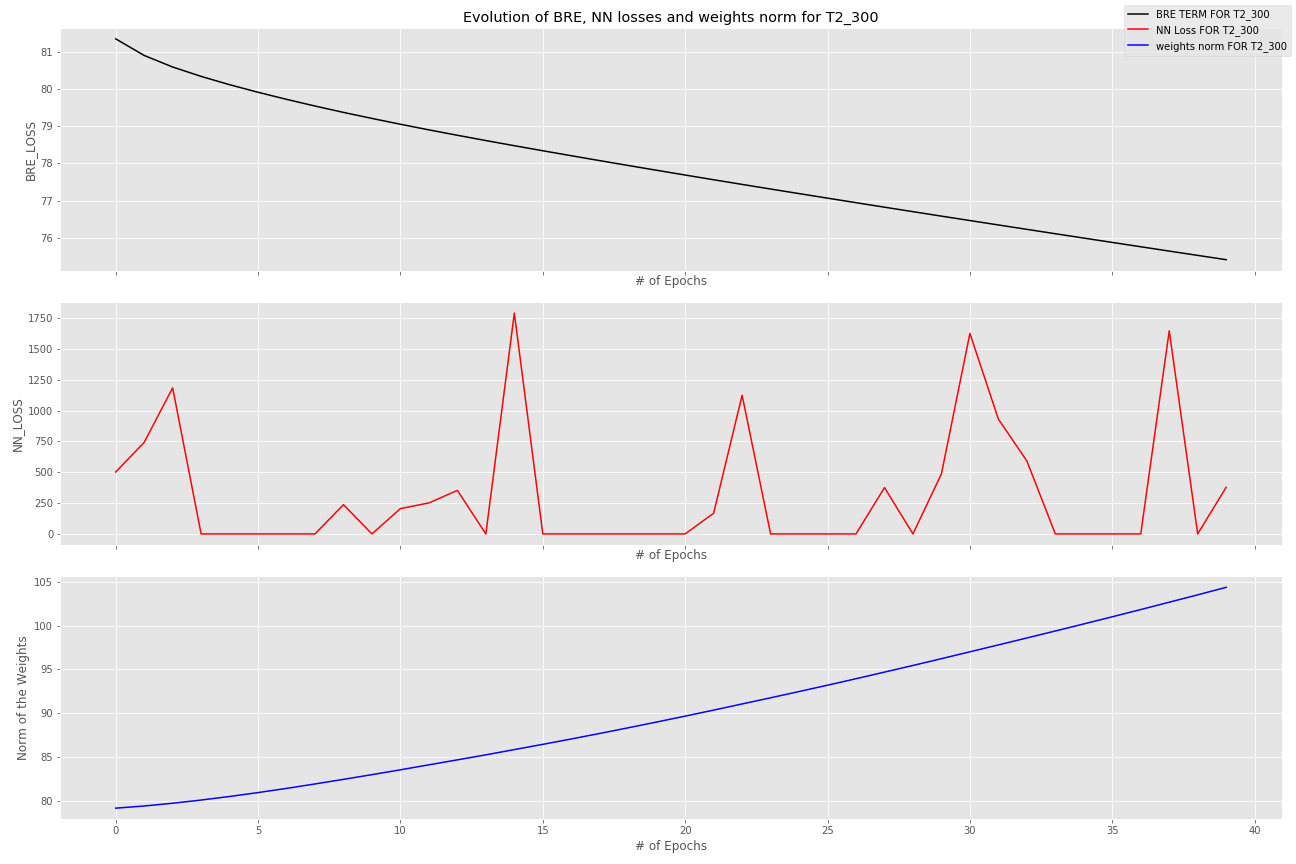 Evolution of BRE, NN losses and weights norm for T2_300
BRE TERM FOR T2_300
NN Loss FOR T2_300
weights norm FOR T2_300
BRE_LOSS
81
80
79
78
77
76
# of Epochs
NN_LOSS
1750
1500
1250
1000
750
500
250
0
# of Epochs
Norm of the Weights
105
100
95
90
85
80
0 5 10 15 20 25 30 35 40
# of Epochs